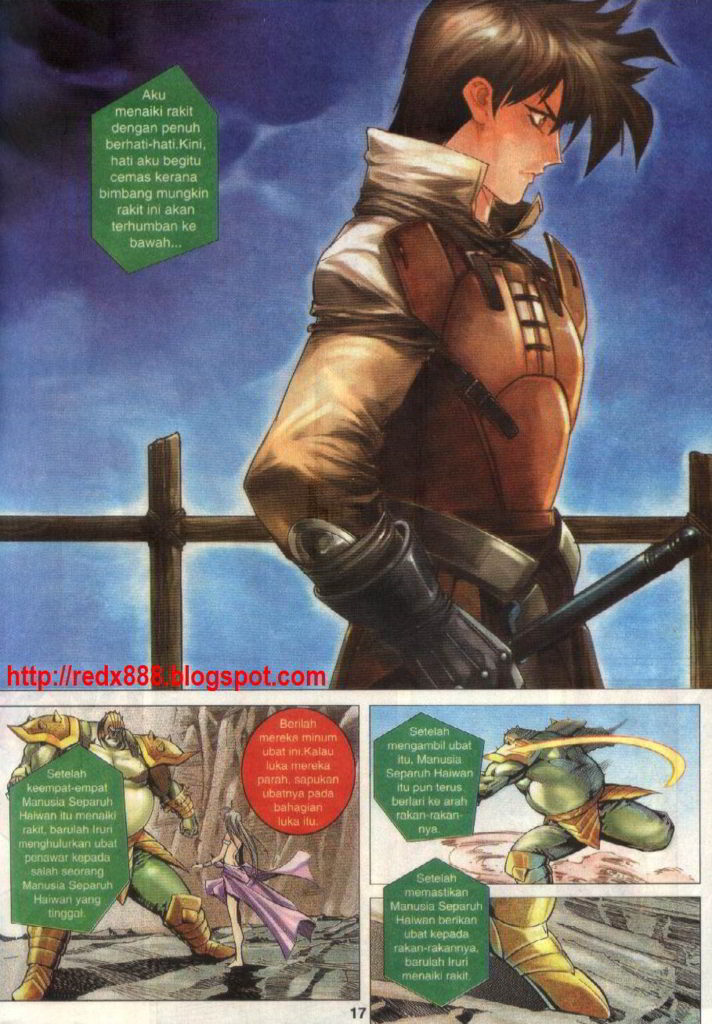 Aku
menaiki rakit
dengan penuh
berhati-hati.Kini,
hati aku begitu
cemas kerana
bimbang mungkin
rakit ini akan
terhumban ke
bawah...
http://redx888.blogspot.com
Setelah
keempat-empat
Manusia Separuh
Haiwan itu menaiki
rakit, barulah Iruri
menghulurkan ubat
penawar kepada
salah seorang
Manusia Separuh
Haiwan yang
tinggal.
Berilah
mereka minum
ubat ini.Kalau
luka mereka
parah, sapukan
ubatnya pada
bahagian
luka itu.
Setelah
mengambil ubat
itu, Manusia
Separuh Haiwan
itu pun terus
berlari ke arah
rakan-rakan-
nya.
Setelah
memastikan
Manusia Separuh
Haiwan berikan
ubat kepada
rakan-rakannya,
barulah Iruri
menaiki rakit.
17